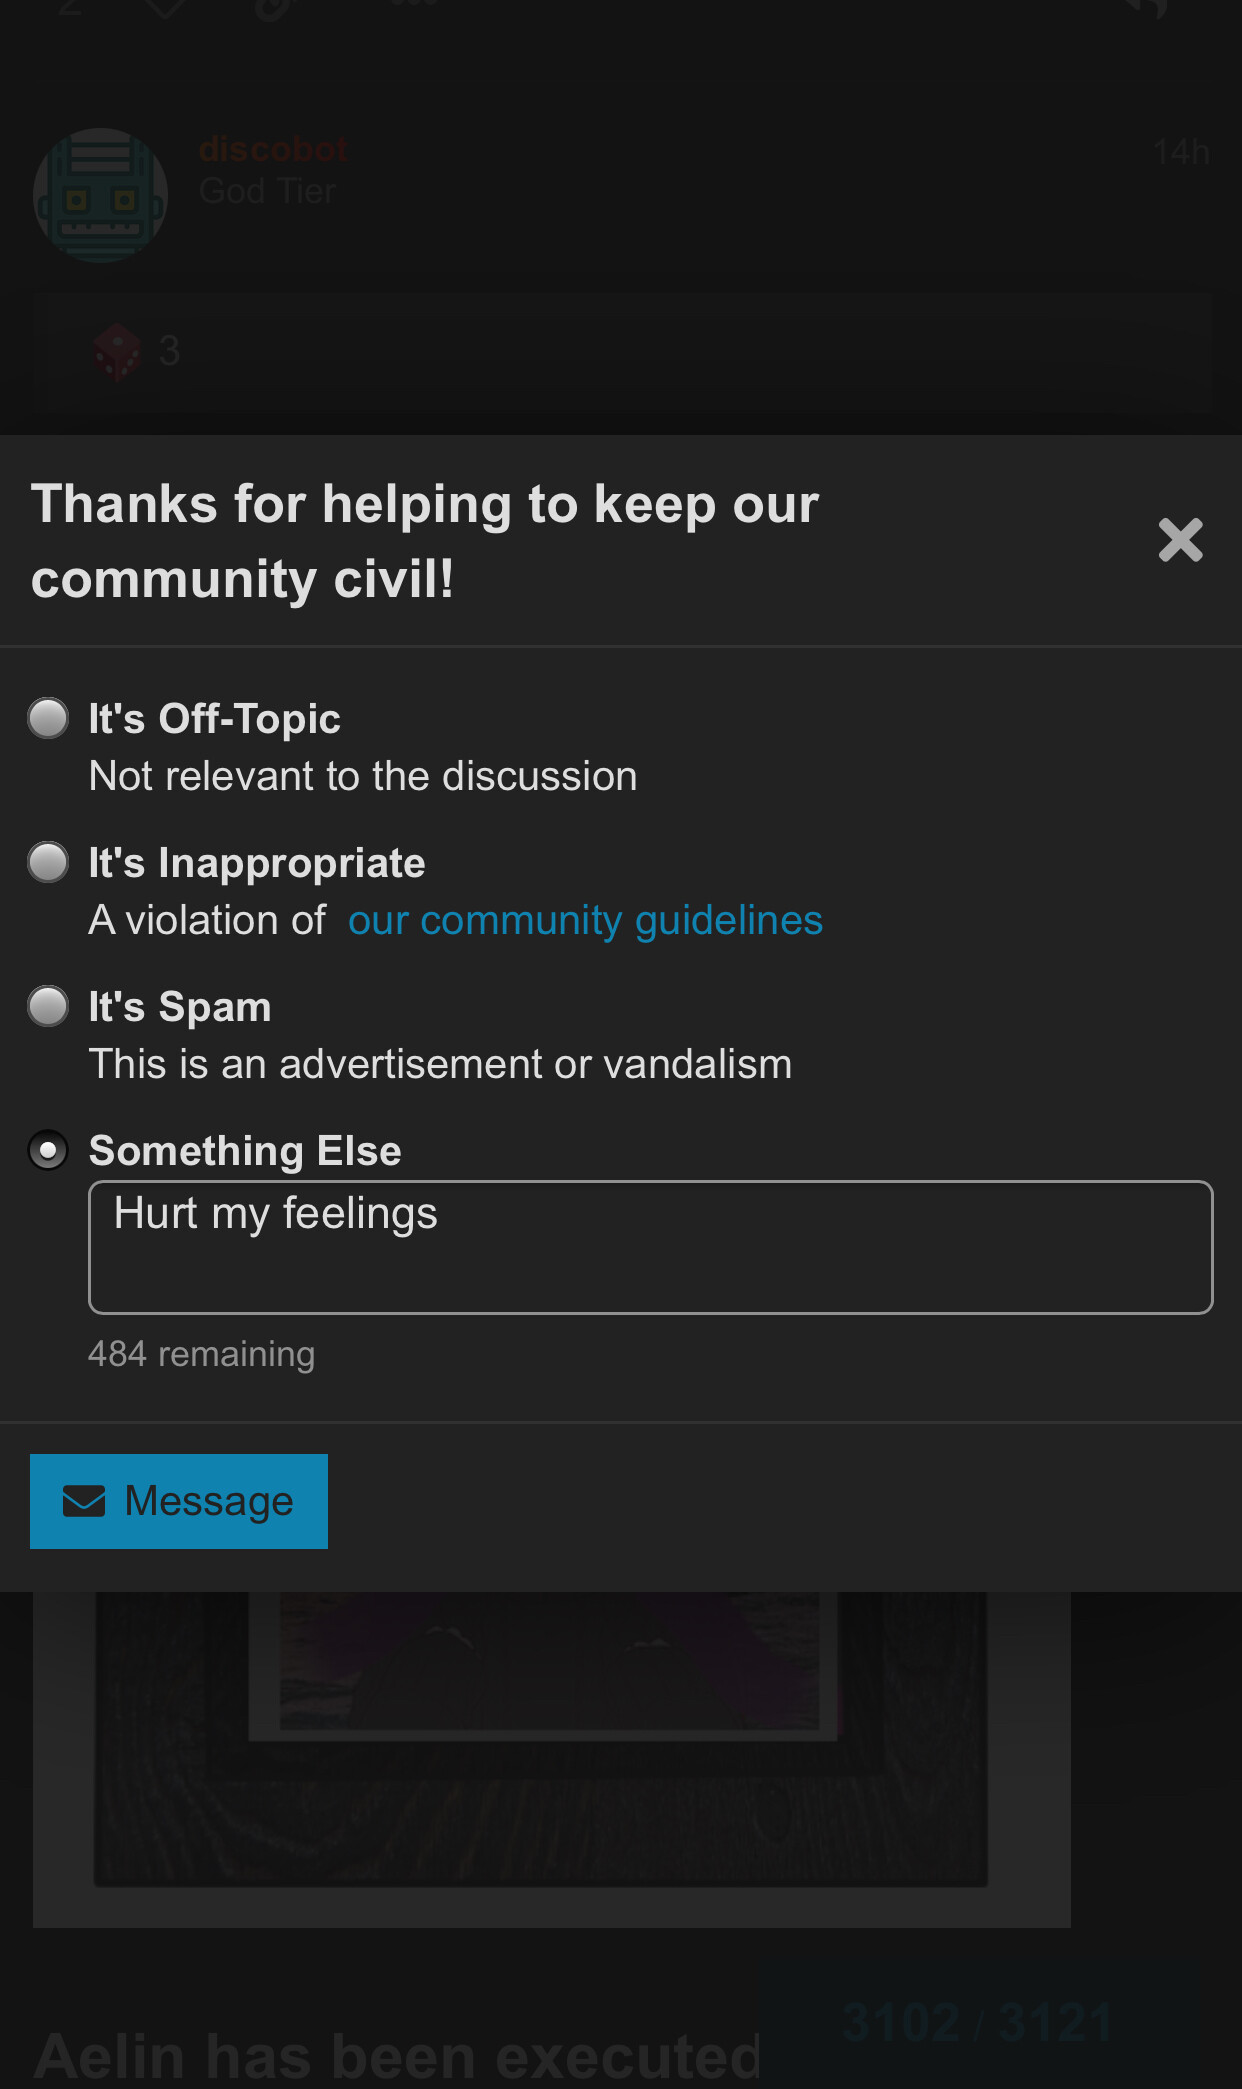 2
discobot
14h
God Tier
3
Thanks for helping to keep our
community civil!
It's Off-Topic
Not relevant to the discussion
It's Inappropriate
A violation of our community guidelines
It's Spam
This is an advertisement or vandalism
Something Else
Hurt my feelings
484 remaining
Message
3102 / 3121
Aelin has been executed